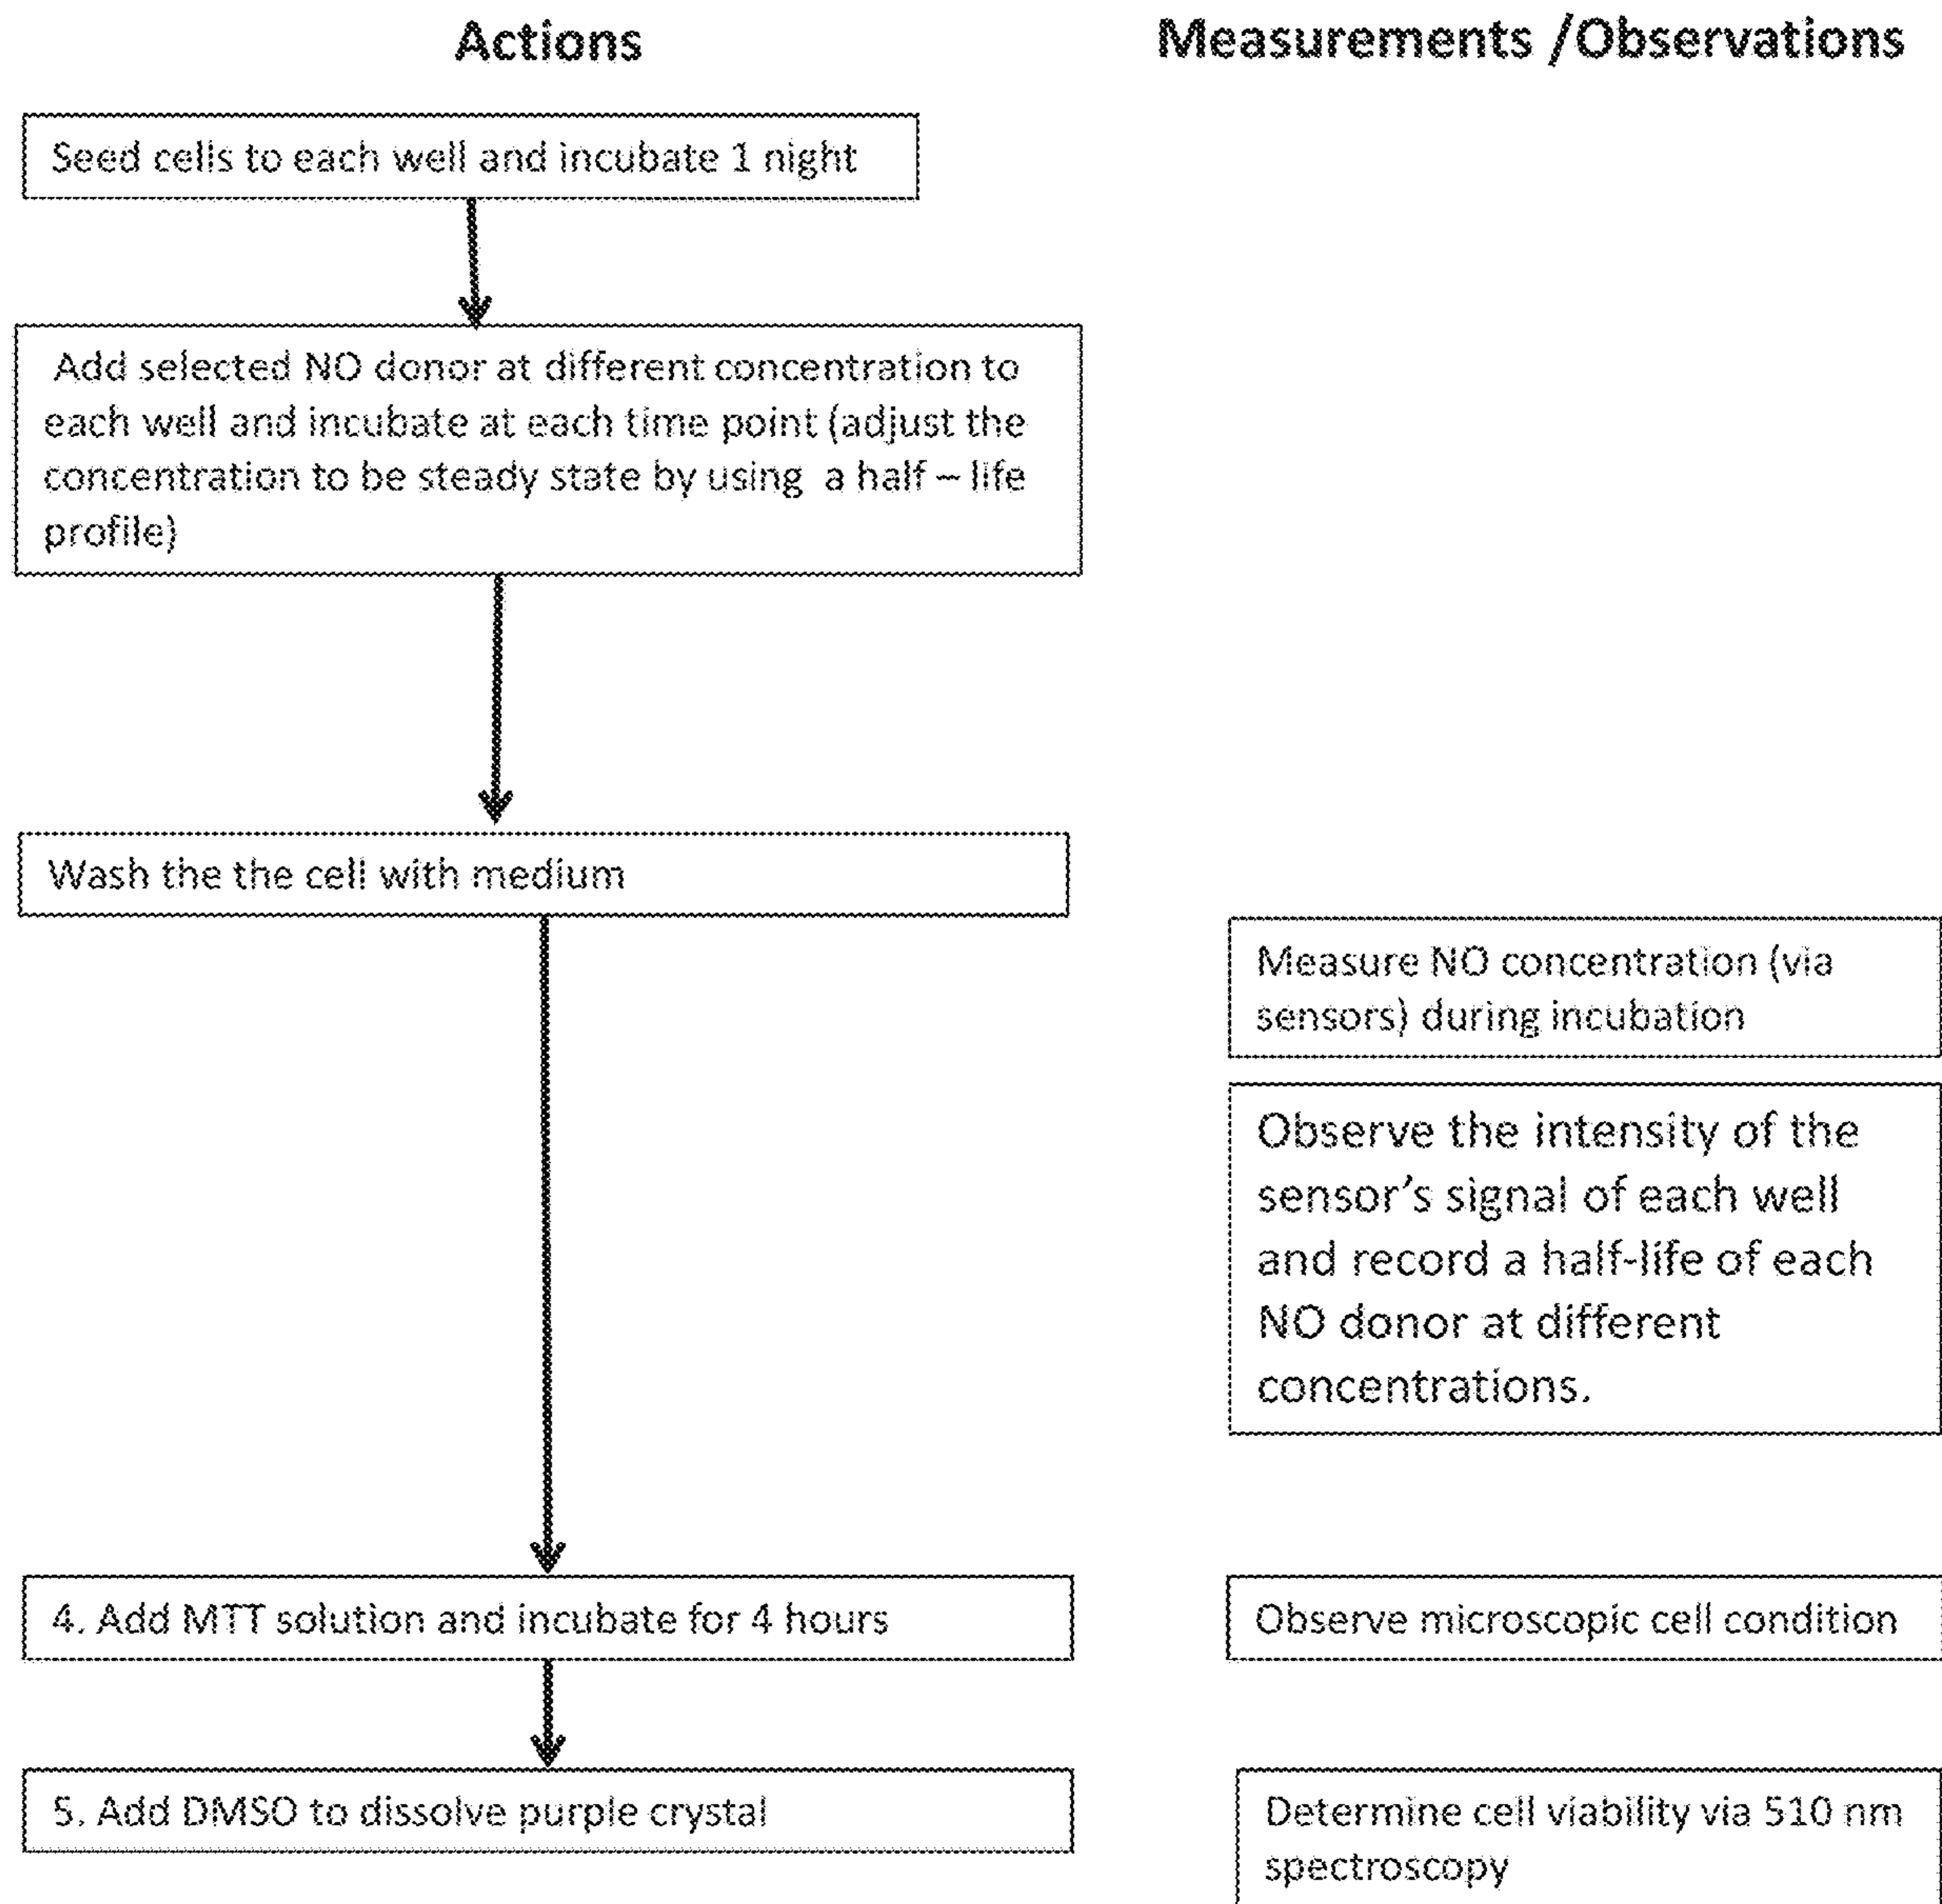 Actions
Measurements /Observations
Seed cells to each well and incubate 1 night
Add selected NO donor at different concentration to
each well and incubate at each time point (adjust the
concentration to be steady state by using a half – life
profile)
Wash the the cell with medium
Measure NO concentration (via
sensors) during incubation
Observe the intensity of the
sensor's signal of each well
and record a half-life of each
NO donor at different
concentrations.
4. Add MTT solution and incubate for 4 hours
Observe microscopic cell condition
5. Add DMSO to dissolve purple crystal
Determine cell viability via 510 nm
spectroscopy